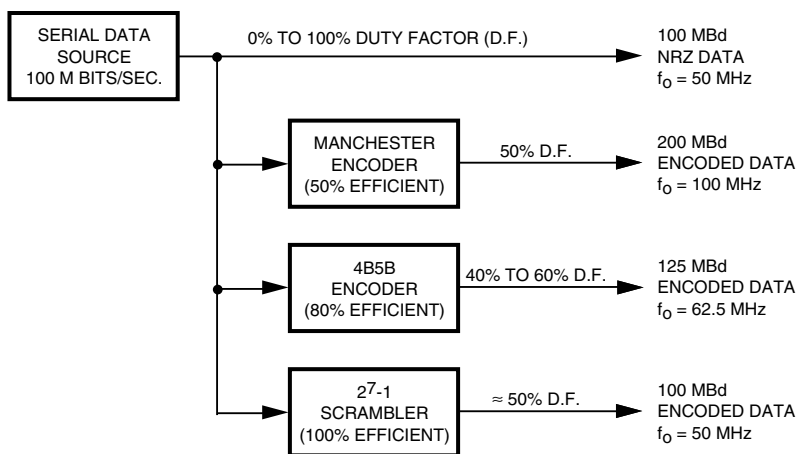 SERIAL DATA
SOURCE
100 M BITS/SEC.
0% TO 100% DUTY FACTOR (D.F.)
100 MBd
NRZ DATA
fO = 50 MHz
MANCHESTER
ENCODER
(50% EFFICIENT)
50% D.F.
200 MBd
ENCODED DATA
fO = 100 MHz
4B5B
ENCODER
(80% EFFICIENT)
40% TO 60% D.F.
125 MBd
ENCODED DATA
fO = 62.5 MHz
2⁷-1
SCRAMBLER
(100% EFFICIENT)
≈ 50% D.F.
100 MBd
ENCODED DATA
fO = 50 MHz